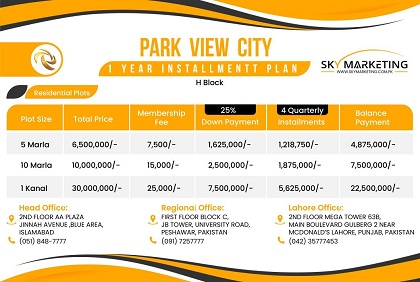 PARK VIEW CITY
1 YEAR INSTALLMENTT PLAN
H Block
SKY MARKETING
WWW.SKYMARKETING.COM.PK
Residential Plots
Plot Size Total Price Membership Fee 25% Down Payment 4 Quarterly Installments Balance Payment
5 Marla 6,500,000/- 7,500/- 1,625,000/- 1,218,750/- 4,875,000/-
10 Marla 10,000,000/- 15,000/- 2,500,000/- 1,875,000/- 7,500,000/-
1 Kanal 30,000,000/- 25,000/- 7,500,000/- 5,625,000/- 22,500,000/-
Head Office:
2ND FLOOR AA PLAZA
JINNAH AVENUE ,BLUE AREA,
ISLAMABAD
(051) 848-7777
Regional Office:
FIRST FLOOR BLOCK C,
JB TOWER, UNIVERSITY ROAD,
PESHAWAR, PAKISTAN
(091) 7257777
Lahore Office:
2ND FLOOR MEGA TOWER 63B,
MAIN BOULEVARD GULBERG 2 NEAR
MCDONALD'S LAHORE, PUNJAB, PAKISTAN
(042) 35777453